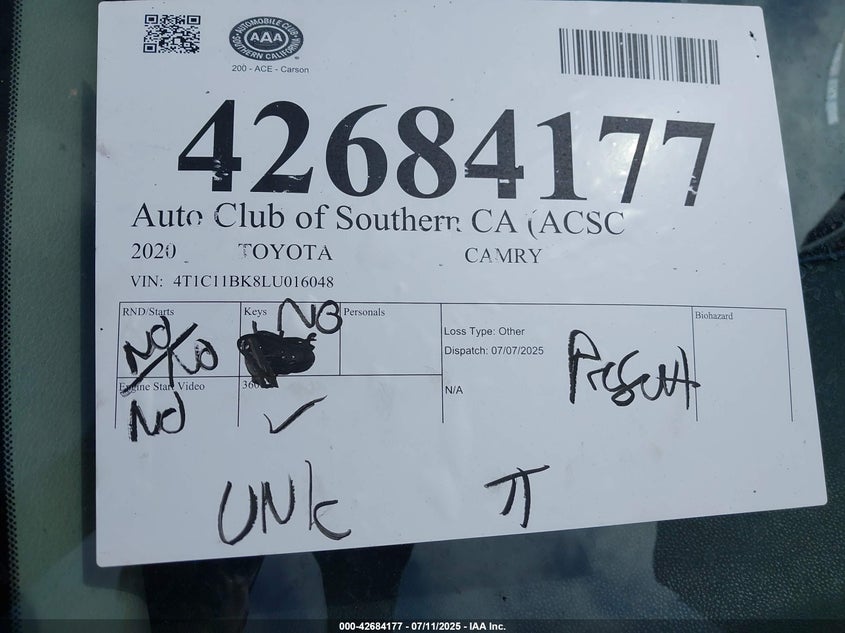 AUTOMOBILE CLUB
AAA
SOUTHERN CALIFORNIA
200 - ACE - Carson
42684177
Auto Club of Southern CA (ACSC
2020 TOYOTA CAMRY
VIN: 4T1C11BK8LU016048
RND/Starts Keys NO Personals Biohazard
No/No
Loss Type: Other
Dispatch: 07/07/2025
Present
Engine Start Video 360
N/A
No ✓
UNK π
000-42684177 - 07/11/2025 - IAA Inc.